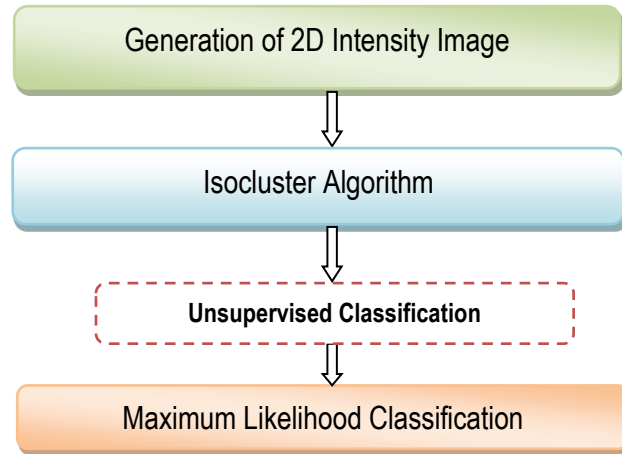 Generation of 2D Intensity Image
Isocluster Algorithm
Unsupervised Classification
Maximum Likelihood Classification